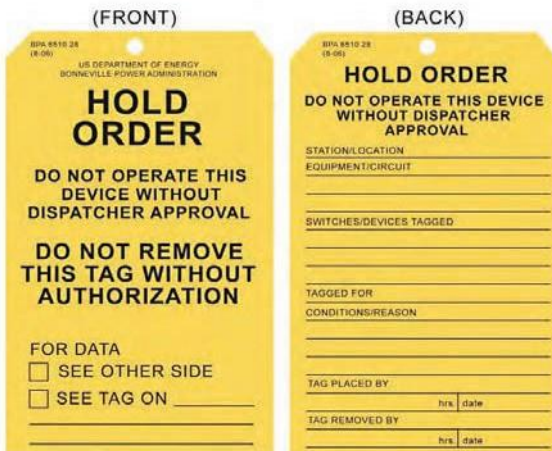 (FRONT)
BPA 6510 28
(8-06)
US DEPARTMENT OF ENERGY
BONNEVILLE POWER ADMINISTRATION
HOLD
ORDER
DO NOT OPERATE THIS
DEVICE WITHOUT
DISPATCHER APPROVAL
DO NOT REMOVE
THIS TAG WITHOUT
AUTHORIZATION
FOR DATA
SEE OTHER SIDE
SEE TAG ON
(BACK)
BPA 6510 28
(8-06)
HOLD ORDER
DO NOT OPERATE THIS DEVICE
WITHOUT DISPATCHER
APPROVAL
STATION/LOCATION
EQUIPMENT/CIRCUIT
SWITCHES/DEVICES TAGGED
TAGGED FOR
CONDITIONS/REASON
TAG PLACED BY
hrs. date
TAG REMOVED BY
hrs. date